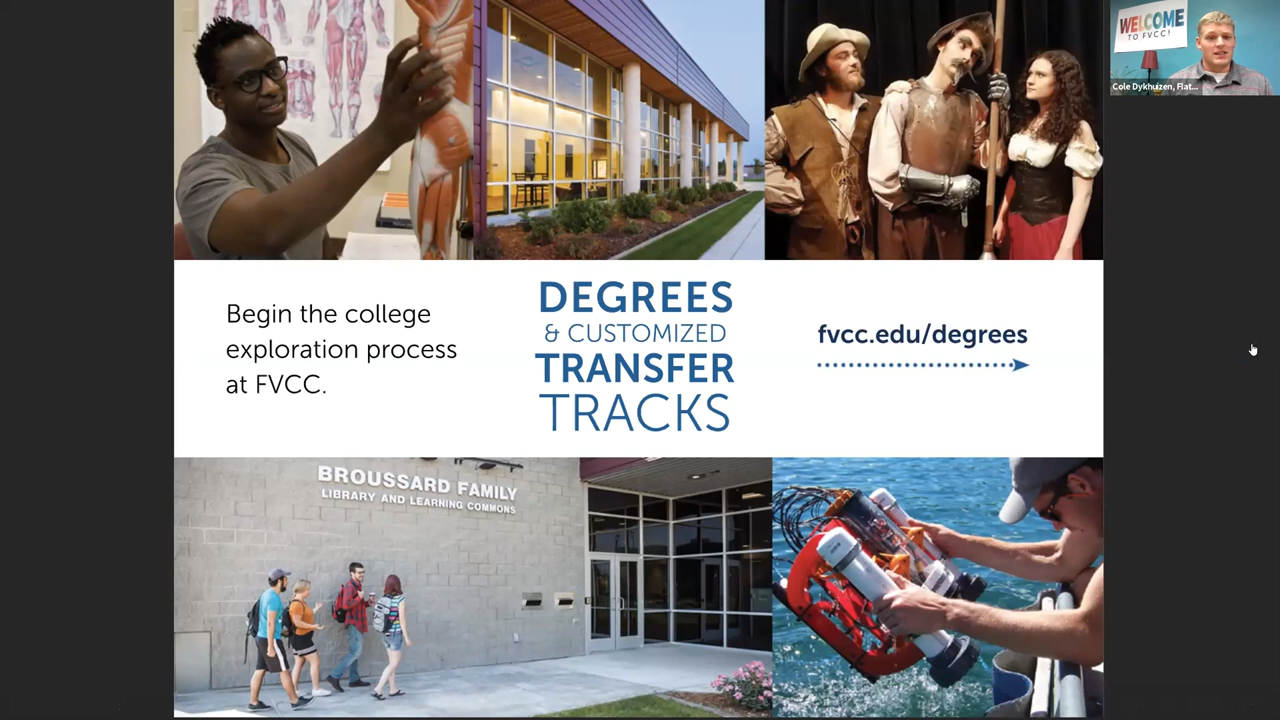 WELCOME
TO FVCC!
Cole Dykhuizen, Flat...
Begin the college
exploration process
at FVCC.
DEGREES
& CUSTOMIZED
TRANSFER
TRACKS
fvcc.edu/degrees
BROUSSARD FAMILY
LIBRARY AND LEARNING COMMONS